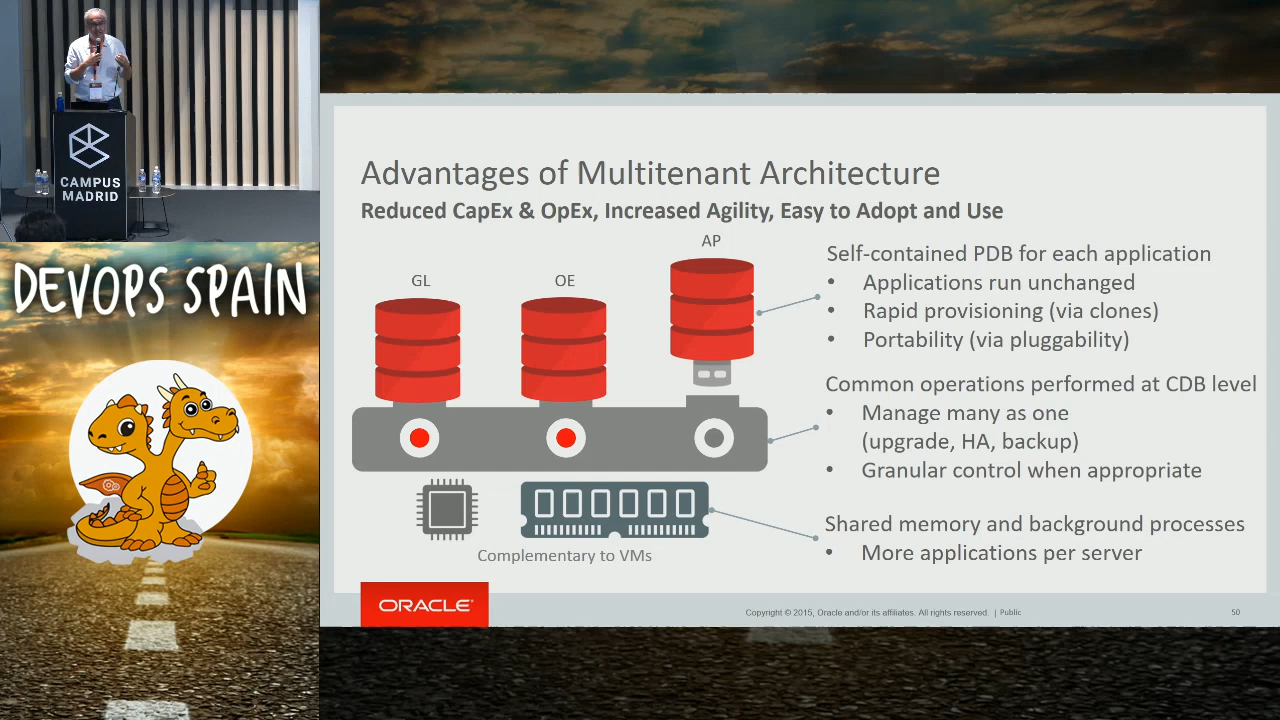 CAMPUS
MADRID
DEVOPS SPAIN
Advantages of Multitenant Architecture
Reduced CapEx & OpEx, Increased Agility, Easy to Adopt and Use
GL
OE
AP
Self-contained PDB for each application
• Applications run unchanged
• Rapid provisioning (via clones)
• Portability (via pluggability)
Common operations performed at CDB level
• Manage many as one
(upgrade, HA, backup)
• Granular control when appropriate
Shared memory and background processes
• More applications per server
Complementary to VMs
ORACLE®
Copyright © 2015, Oracle and/or its affiliates. All rights reserved. | Public
50